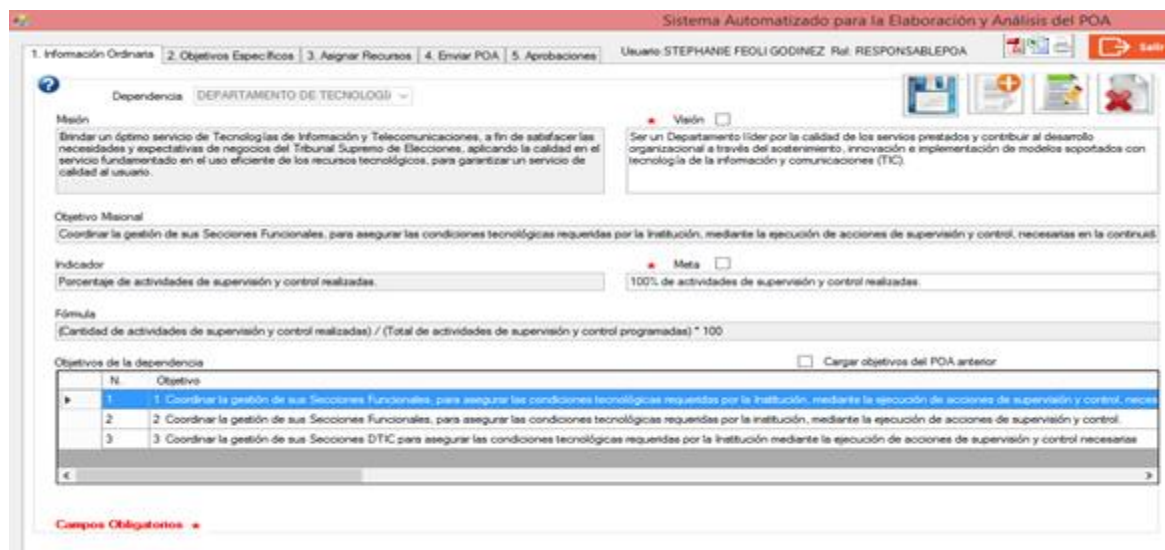 Sistema Automatizado para la Elaboración y Análisis del POA
1. Información Ordinaria 2. Objetivos Específicos 3. Asignar Recursos 4. Enviar POA 5. Aprobaciones Usuario STEPHANIE FEOLI GODINEZ Rol: RESPONSABLEPOA Salir
Dependencia DEPARTAMENTO DE TECNOLOGÍ
Misión
Brindar un óptimo servicio de Tecnologías de Información y Telecomunicaciones, a fin de satisfacer las
necesidades y expectativas de negocios del Tribunal Supremo de Elecciones, aplicando la calidad en el
servicio fundamentado en el uso eficiente de los recursos tecnológicos, para garantizar un servicio de
calidad al usuario.
* Visión
Ser un Departamento líder por la calidad de los servios prestados y contribuir al desarrollo
organizacional a través del sostenimiento, innovación e implementación de modelos soportados con
tecnología de la información y comunicaciones (TIC).
Objetivo Misional
Coordinar la gestión de sus Secciones Funcionales, para asegurar las condiciones tecnológicas requeridas por la Institución, mediante la ejecución de acciones de supervisión y control, necesarias en la continuid
Indicador
Porcentaje de actividades de supervisión y control realizadas.
* Meta
100% de actividades de supervisión y control realizadas.
Fórmula
(Cantidad de actividades de supervisión y control realizadas) / (Total de actividades de supervisión y control programadas) * 100
Objetivos de la dependencia
Cargar objetivos del POA anterior
N. Objetivo
1 1 Coordinar la gestión de sus Secciones Funcionales, para asegurar las condiciones tecnológicas requeridas por la Institución, mediante la ejecución de acciones de supervisión y control, neces
2 2 Coordinar la gestión de sus Secciones Funcionales, para asegurar las condiciones tecnológicas requeridas por la institución, mediante la ejecución de acciones de supervisión y control.
3 3 Coordinar la gestión de sus Secciones DTIC para asegurar las condiciones tecnológicas requeridas por la Institución mediante la ejecución de acciones de supervisión y control necesarias
Campos Obligatorios *